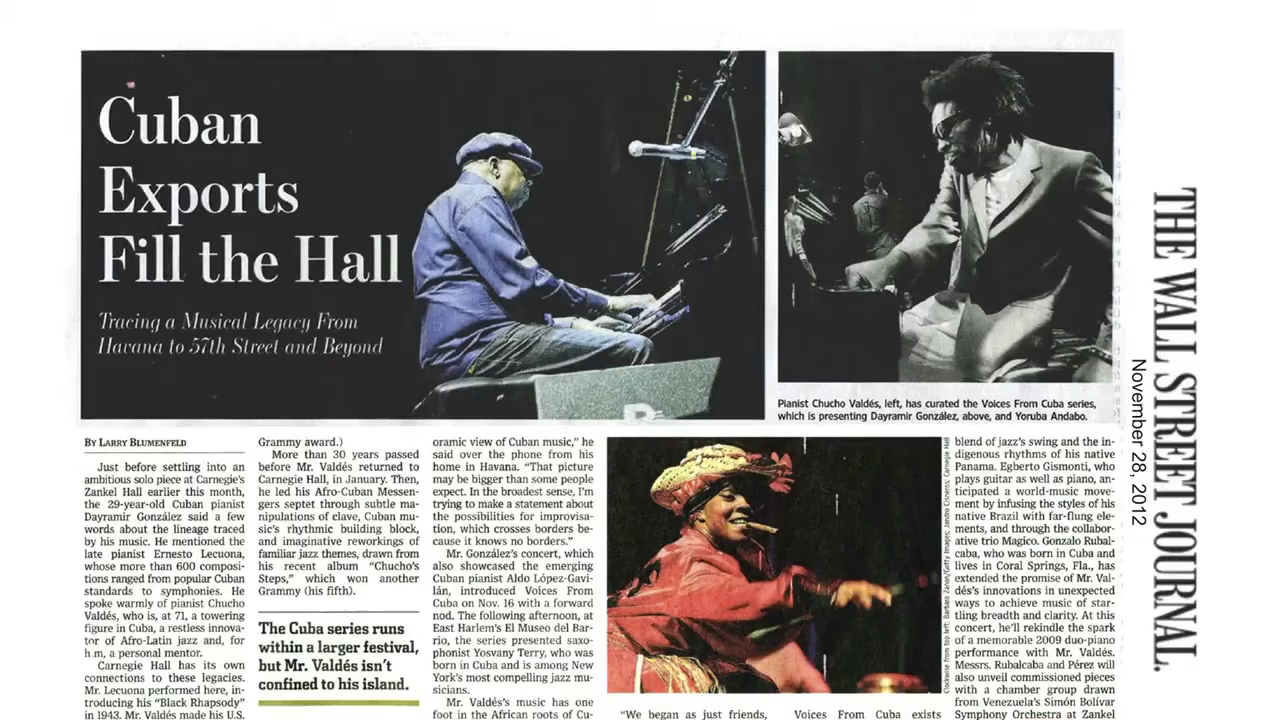 Cuban
Exports
Fill the Hall
Tracing a Musical Legacy From
Havana to 57th Street and Beyond
Pianist Chucho Valdés, left, has curated the Voices From Cuba series,
which is presenting Dayramir González, above, and Yoruba Andabo.
THE WALL STREET JOURNAL.
November 28, 2012
BY LARRY BLUMENFELD
Just before settling into an
ambitious solo piece at Carnegie's
Zankel Hall earlier this month,
the 29-year-old Cuban pianist
Dayramir González said a few
words about the lineage traced
by his music. He mentioned the
late pianist Ernesto Lecuona,
whose more than 600 composi-
tions ranged from popular Cuban
standards to symphonies. He
spoke warmly of pianist Chucho
Valdés, who is, at 71, a towering
figure in Cuba, a restless innova-
tor of Afro-Latin jazz and, for
h.m, a personal mentor.
Carnegie Hall has its own
connections to these legacies.
Mr. Lecuona performed here, in-
troducing his "Black Rhapsody"
in 1943. Mr. Valdés made his U.S.
Grammy award.)
More than 30 years passed
before Mr. Valdés returned to
Carnegie Hall, in January. Then,
he led his Afro-Cuban Messen-
gers septet through subtle ma-
nipulations of clave, Cuban mu-
sic's rhythmic building block,
and imaginative reworkings of
familiar jazz themes, drawn from
his recent album "Chucho's
Steps," which won another
Grammy (his fifth).
The Cuba series runs
within a larger festival,
but Mr. Valdés isn't
confined to his island.
oramic view of Cuban music," he
said over the phone from his
home in Havana. "That picture
may be bigger than some people
expect. In the broadest sense, I'm
trying to make a statement about
the possibilities for improvisa-
tion, which crosses borders be-
cause it knows no borders."
Mr. González's concert, which
also showcased the emerging
Cuban pianist Aldo López-Gavi-
lán, introduced Voices From
Cuba on Nov. 16 with a forward
nod. The following afternoon, at
East Harlem's El Museo del Bar-
rio, the series presented saxo-
phonist Yosvany Terry, who was
born in Cuba and is among New
York's most compelling jazz mu-
sicians.
Mr. Valdés's music has one
foot in the African roots of Cu-
Clockwise from top left: Barbara Zanon/Getty Images; Jandro Cisneros; Carnegie Hall
"We began as just friends,
Voices From Cuba exists
blend of jazz's swing and the in-
digenous rhythms of his native
Panama. Egberto Gismonti, who
plays guitar as well as piano, an-
ticipated a world-music move-
ment by infusing the styles of his
native Brazil with far-flung ele-
ments, and through the collabor-
ative trio Magico. Gonzalo Rubal-
caba, who was born in Cuba and
lives in Coral Springs, Fla., has
extended the promise of Mr. Val-
dés's innovations in unexpected
ways to achieve music of star-
tling breadth and clarity. At this
concert, he'll rekindle the spark
of a memorable 2009 duo-piano
performance with Mr. Valdés.
Messrs. Rubalcaba and Pérez will
also unveil commissioned pieces
with a chamber group drawn
from Venezuela's Simón Bolívar
Symphony Orchestra at Zankel